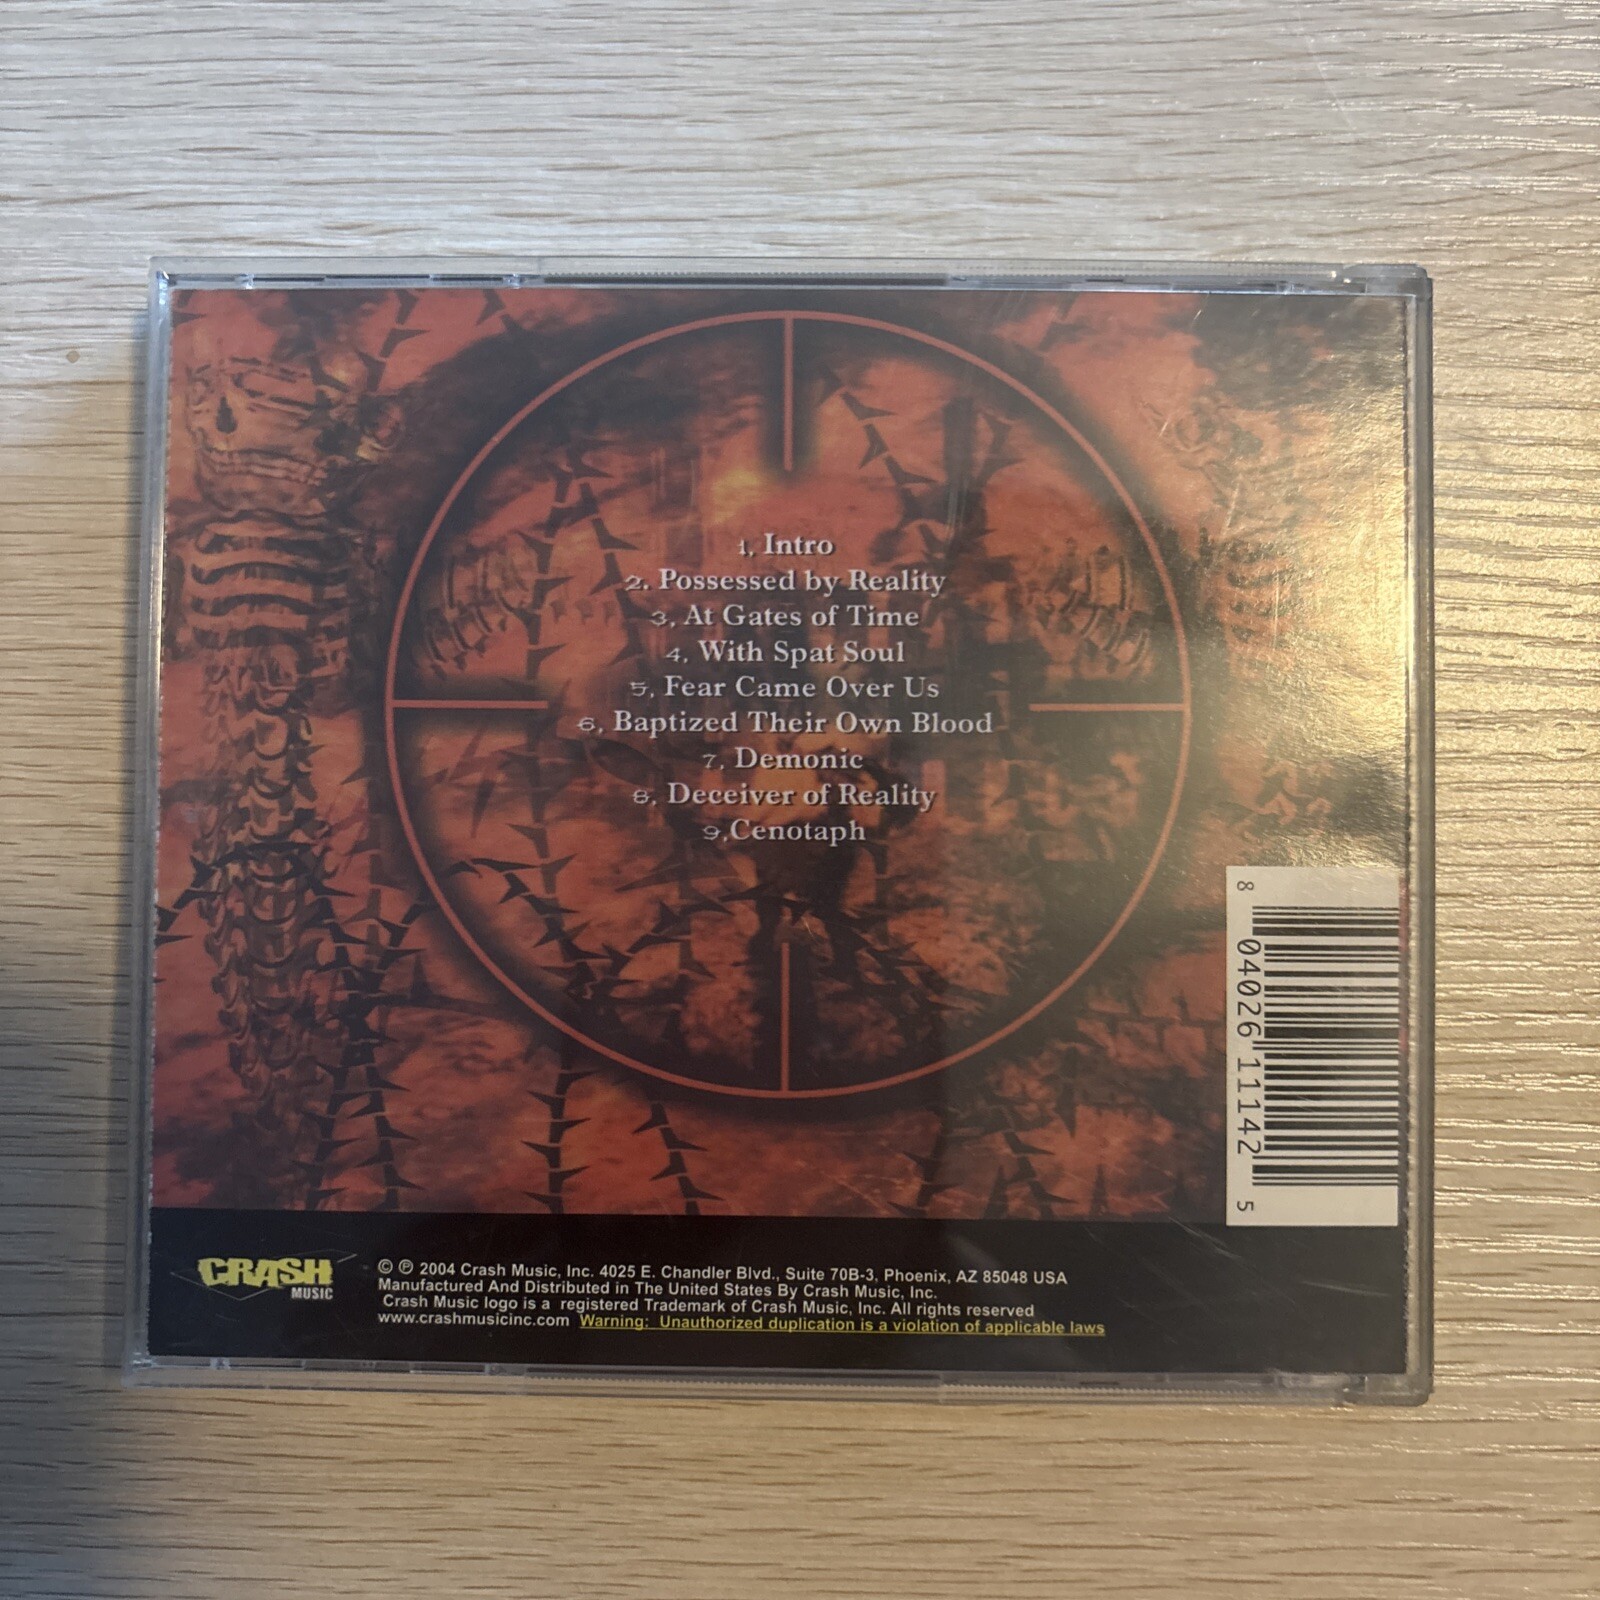 1, Intro
2. Possessed by Reality
3, At Gates of Time
4, With Spat Soul
5, Fear Came Over Us
6, Baptized Their Own Blood
7, Demonic
8, Deceiver of Reality
9,Cenotaph
8 04026 11142 5
CRASH
MUSIC
© ℗ 2004 Crash Music, Inc. 4025 E. Chandler Blvd., Suite 70B-3, Phoenix, AZ 85048 USA
Manufactured And Distributed in The United States By Crash Music, Inc.
Crash Music logo is a registered Trademark of Crash Music, Inc. All rights reserved
www.crashmusicinc.com Warning: Unauthorized duplication is a violation of applicable laws